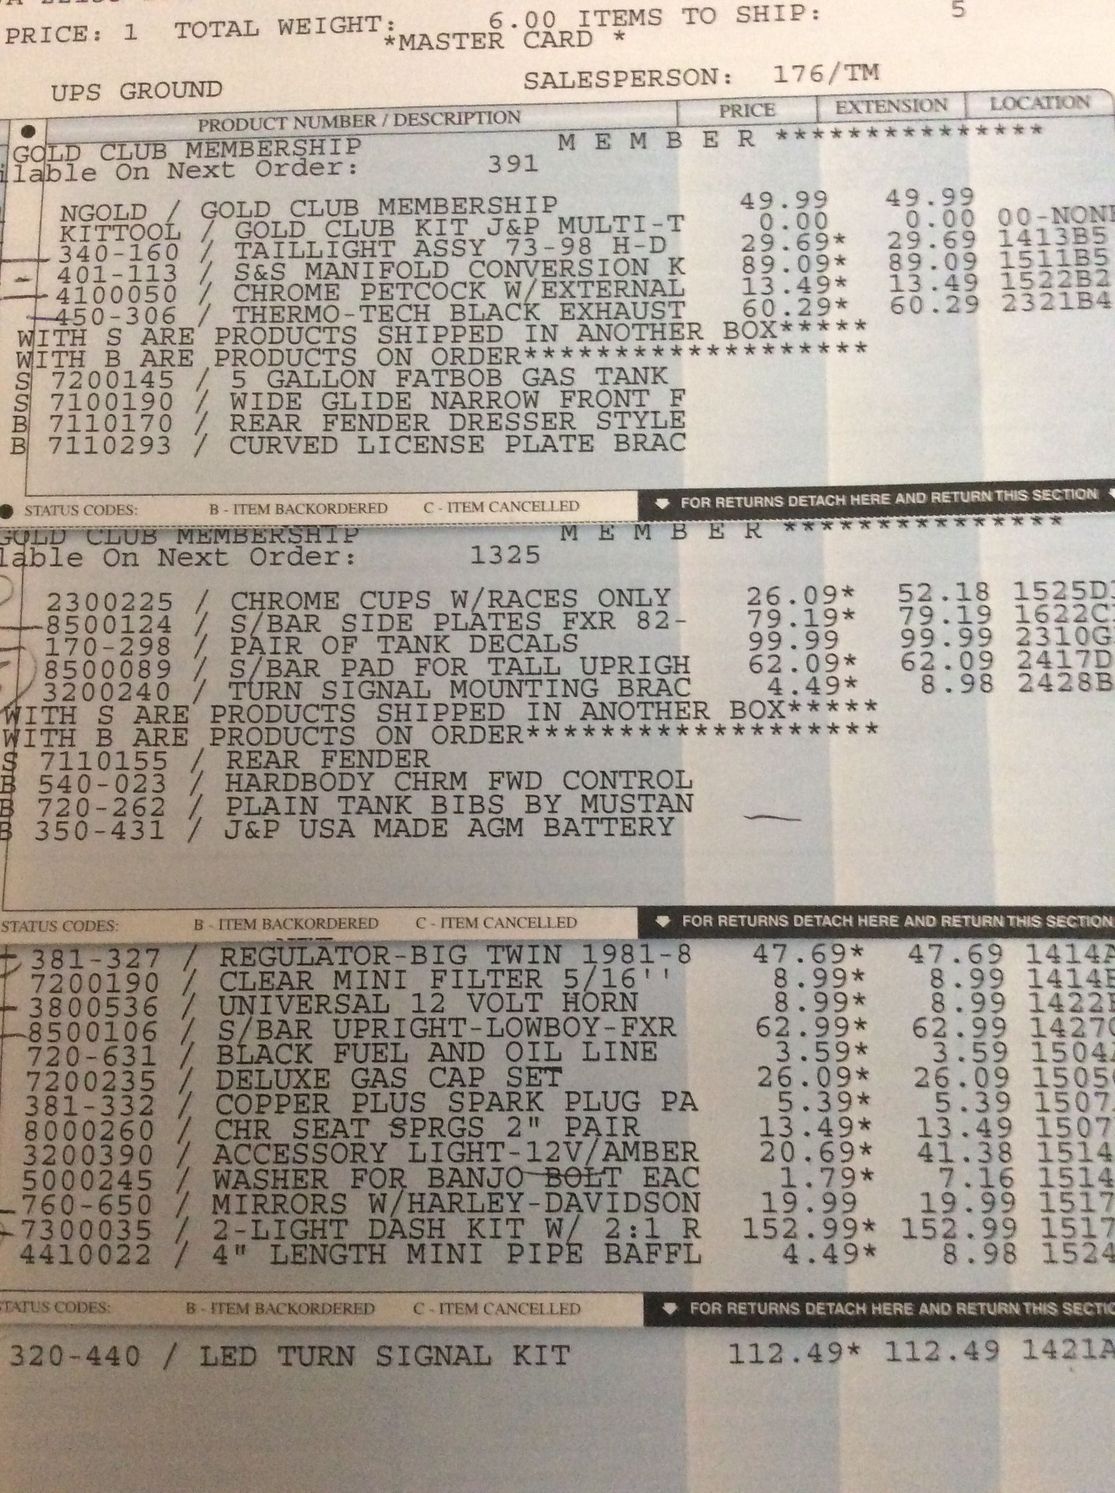 PRICE: 1 TOTAL WEIGHT: 6.00 ITEMS TO SHIP: 5
*MASTER CARD *
UPS GROUND SALESPERSON: 176/TM
PRODUCT NUMBER / DESCRIPTION PRICE EXTENSION LOCATION
GOLD CLUB MEMBERSHIP M E M B E R ***************
ilable On Next Order: 391
NGOLD / GOLD CLUB MEMBERSHIP 49.99 49.99
KITTOOL / GOLD CLUB KIT J&P MULTI-T 0.00 0.00 00-NONE
340-160 / TAILLIGHT ASSY 73-98 H-D 29.69* 29.69 1413B5
401-113 / S&S MANIFOLD CONVERSION K 89.09* 89.09 1511B5
4100050 / CHROME PETCOCK W/EXTERNAL 13.49* 13.49 1522B2
450-306 / THERMO-TECH BLACK EXHAUST 60.29* 60.29 2321B4
WITH S ARE PRODUCTS SHIPPED IN ANOTHER BOX*****
WITH B ARE PRODUCTS ON ORDER********************
S 7200145 / 5 GALLON FATBOB GAS TANK
S 7100190 / WIDE GLIDE NARROW FRONT F
B 7110170 / REAR FENDER DRESSER STYLE
B 7110293 / CURVED LICENSE PLATE BRAC
STATUS CODES: B - ITEM BACKORDERED C - ITEM CANCELLED FOR RETURNS DETACH HERE AND RETURN THIS SECTION
GOLD CLUB MEMBERSHIP M E M B E R ***************
lable On Next Order: 1325
2300225 / CHROME CUPS W/RACES ONLY 26.09* 52.18 1525D
8500124 / S/BAR SIDE PLATES FXR 82- 79.19* 79.19 1622C
170-298 / PAIR OF TANK DECALS 99.99 99.99 2310G
8500089 / S/BAR PAD FOR TALL UPRIGH 62.09* 62.09 2417D
3200240 / TURN SIGNAL MOUNTING BRAC 4.49* 8.98 2428B
WITH S ARE PRODUCTS SHIPPED IN ANOTHER BOX*****
WITH B ARE PRODUCTS ON ORDER********************
S 7110155 / REAR FENDER
B 540-023 / HARDBODY CHRM FWD CONTROL
B 720-262 / PLAIN TANK BIBS BY MUSTAN
B 350-431 / J&P USA MADE AGM BATTERY
STATUS CODES: B - ITEM BACKORDERED C - ITEM CANCELLED FOR RETURNS DETACH HERE AND RETURN THIS SECTION
381-327 / REGULATOR-BIG TWIN 1981-8 47.69* 47.69 1414A
7200190 / CLEAR MINI FILTER 5/16'' 8.99* 8.99 1414E
3800536 / UNIVERSAL 12 VOLT HORN 8.99* 8.99 1422
8500106 / S/BAR UPRIGHT-LOWBOY-FXR 62.99* 62.99 1427
720-631 / BLACK FUEL AND OIL LINE 3.59* 3.59 1504
7200235 / DELUXE GAS CAP SET 26.09* 26.09 1505
381-332 / COPPER PLUS SPARK PLUG PA 5.39* 5.39 1507
8000260 / CHR SEAT SPRGS 2" PAIR 13.49* 13.49 1507
3200390 / ACCESSORY LIGHT-12V/AMBER 20.69* 41.38 1514
5000245 / WASHER FOR BANJO BOLT EAC 1.79* 7.16 1514
760-650 / MIRRORS W/HARLEY-DAVIDSON 19.99 19.99 1517
7300035 / 2-LIGHT DASH KIT W/ 2:1 R 152.99* 152.99 1517
4410022 / 4" LENGTH MINI PIPE BAFFL 4.49* 8.98 1524
STATUS CODES: B - ITEM BACKORDERED C - ITEM CANCELLED FOR RETURNS DETACH HERE AND RETURN THIS SECTIO
320-440 / LED TURN SIGNAL KIT 112.49* 112.49 1421A